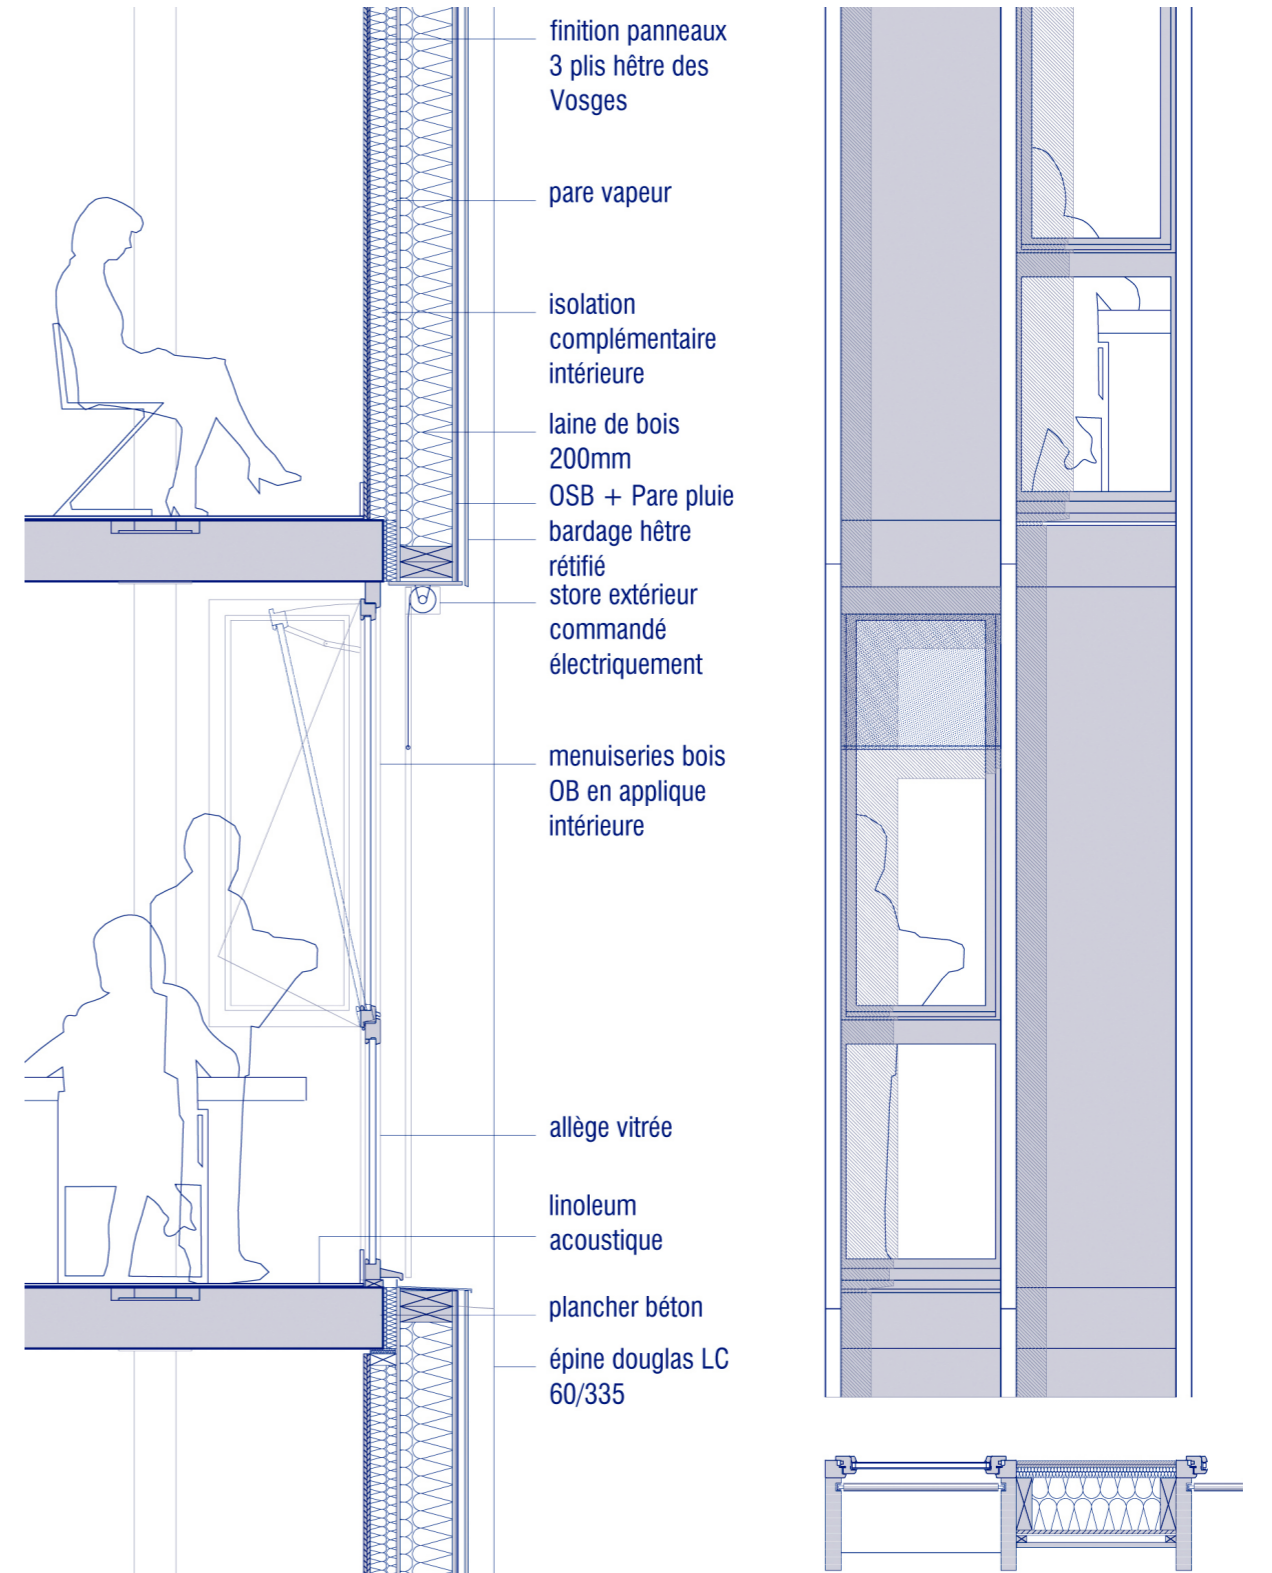 finition panneaux
3 plis hêtre des
Vosges
pare vapeur
isolation
complémentaire
intérieure
laine de bois
200mm
OSB + Pare pluie
bardage hêtre
rétifié
store extérieur
commandé
électriquement
menuiseries bois
OB en applique
intérieure
allège vitrée
linoleum
acoustique
plancher béton
épine douglas LC
60/335